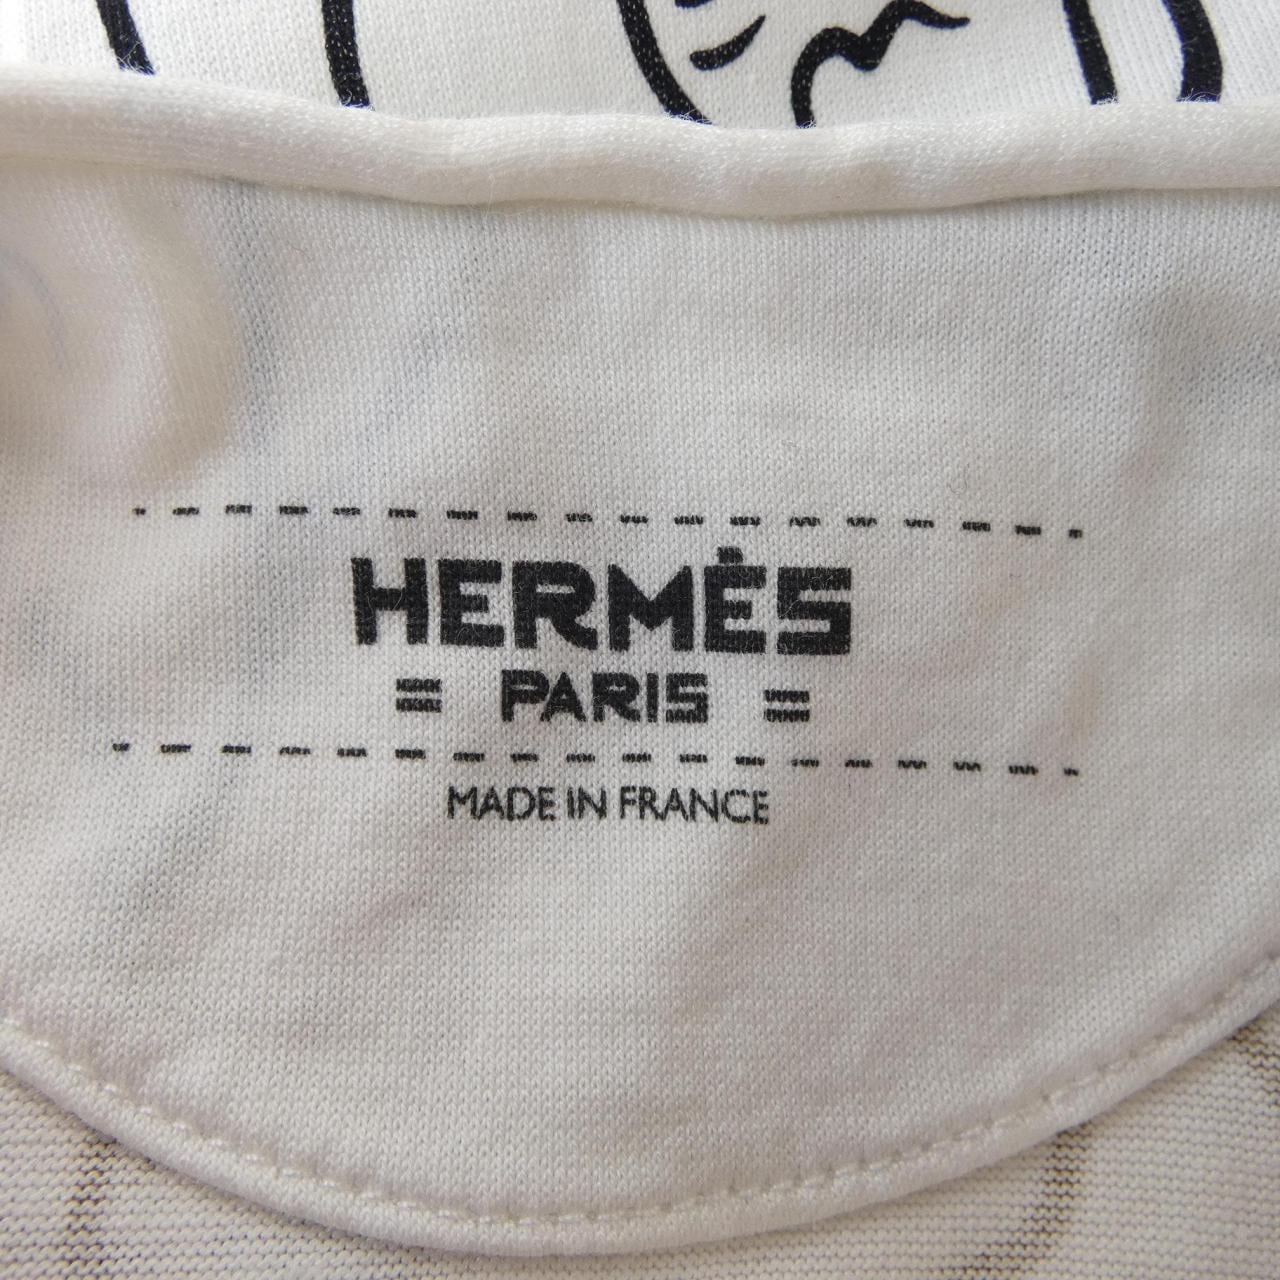 HERMÈS
= PARIS =
MADE IN FRANCE